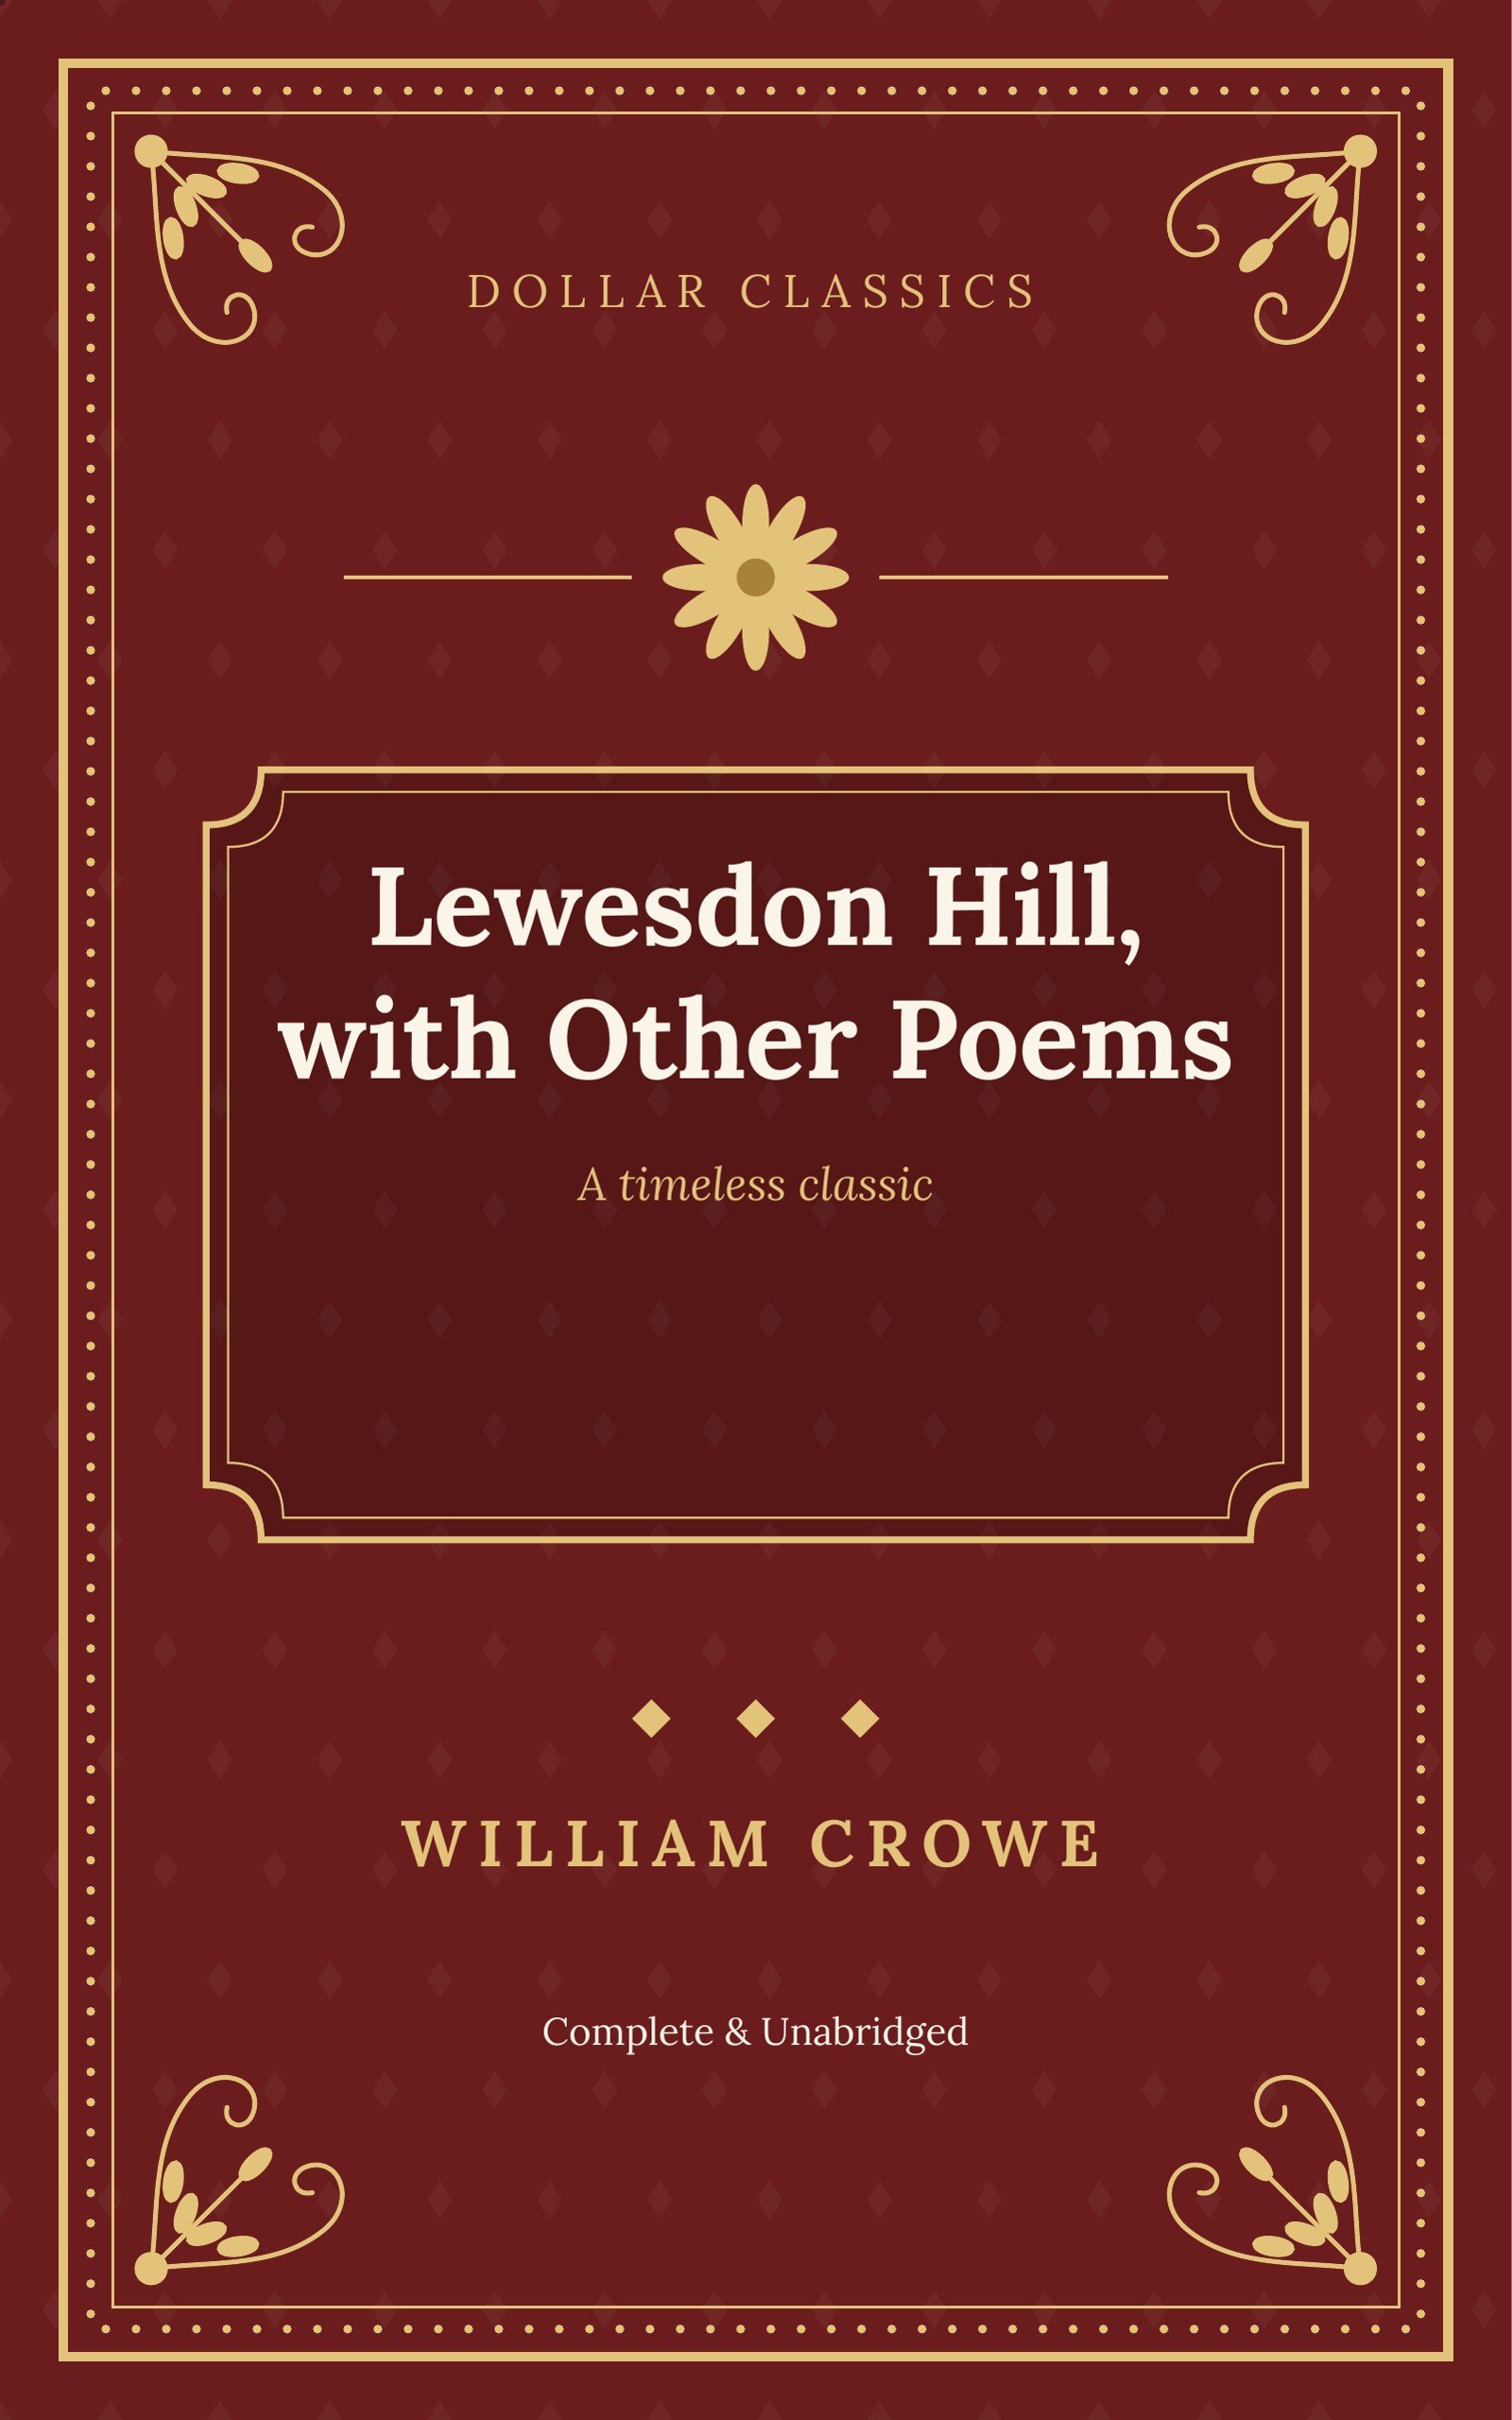 DOLLAR CLASSICS
Lewesdon Hill,
with Other Poems
A timeless classic
WILLIAM CROWE
Complete & Unabridged